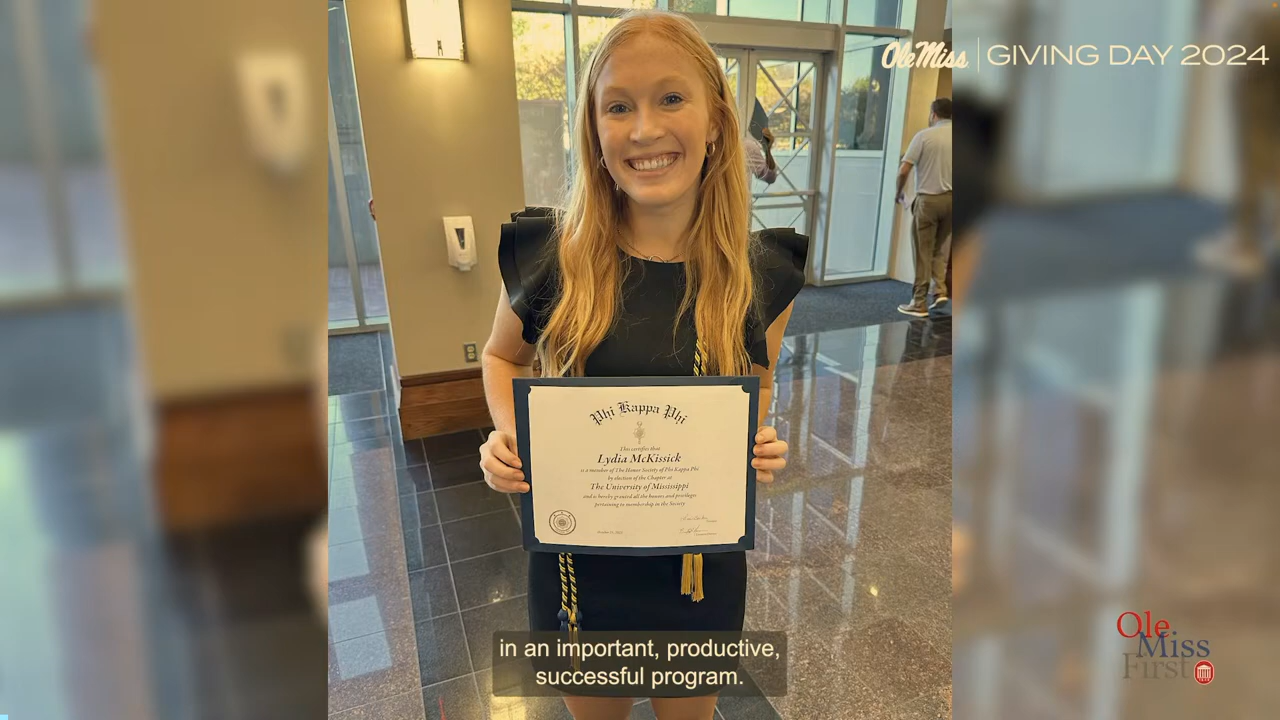 Ole Miss | GIVING DAY 2024
Phi Kappa Phi
This certifies that
Lydia McKissick
is a member of The Honor Society of Phi Kappa Phi
by election of the Chapter at
The University of Mississippi
and is hereby granted all the honors and privileges
pertaining to membership in the Society
in an important, productive,
successful program.
Ole
Miss
First